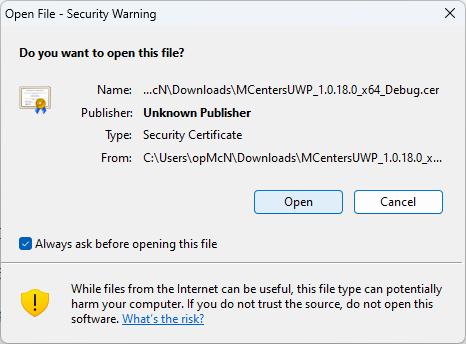 Open File - Security Warning
Do you want to open this file?
Name: ...cN\Downloads\MCentersUWP_1.0.18.0_x64_Debug.cer
Publisher: Unknown Publisher
Type: Security Certificate
From: C:\Users\opMcN\Downloads\MCentersUWP_1.0.18.0_x...
Open Cancel
Always ask before opening this file
While files from the Internet can be useful, this file type can potentially
harm your computer. If you do not trust the source, do not open this
software. What's the risk?